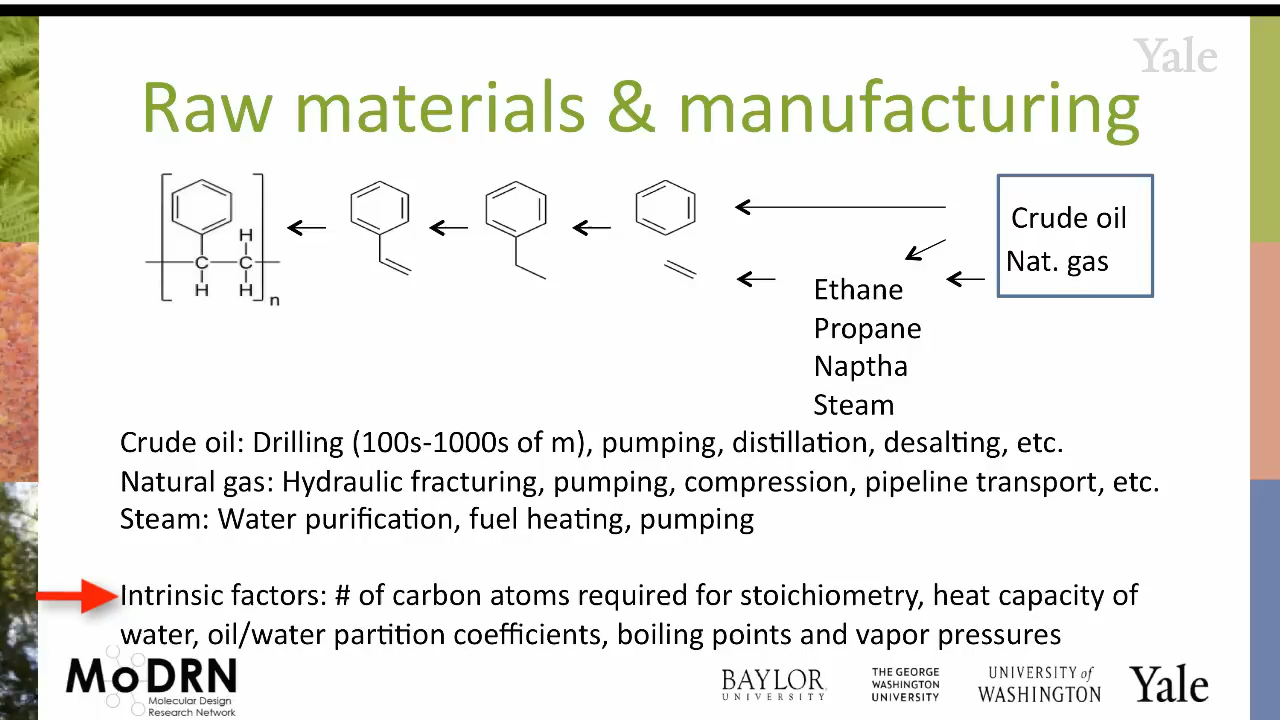 Yale
Raw materials & manufacturing
H
C
C
H
H
n
Crude oil
Nat. gas
Ethane
Propane
Naptha
Steam
Crude oil: Drilling (100s-1000s of m), pumping, distillation, desalting, etc.
Natural gas: Hydraulic fracturing, pumping, compression, pipeline transport, etc.
Steam: Water purification, fuel heating, pumping
Intrinsic factors: # of carbon atoms required for stoichiometry, heat capacity of
water, oil/water partition coefficients, boiling points and vapor pressures
MoDRN
Molecular Design
Research Network
BAYLOR
UNIVERSITY
THE GEORGE
WASHINGTON
UNIVERSITY
UNIVERSITY of
WASHINGTON
Yale